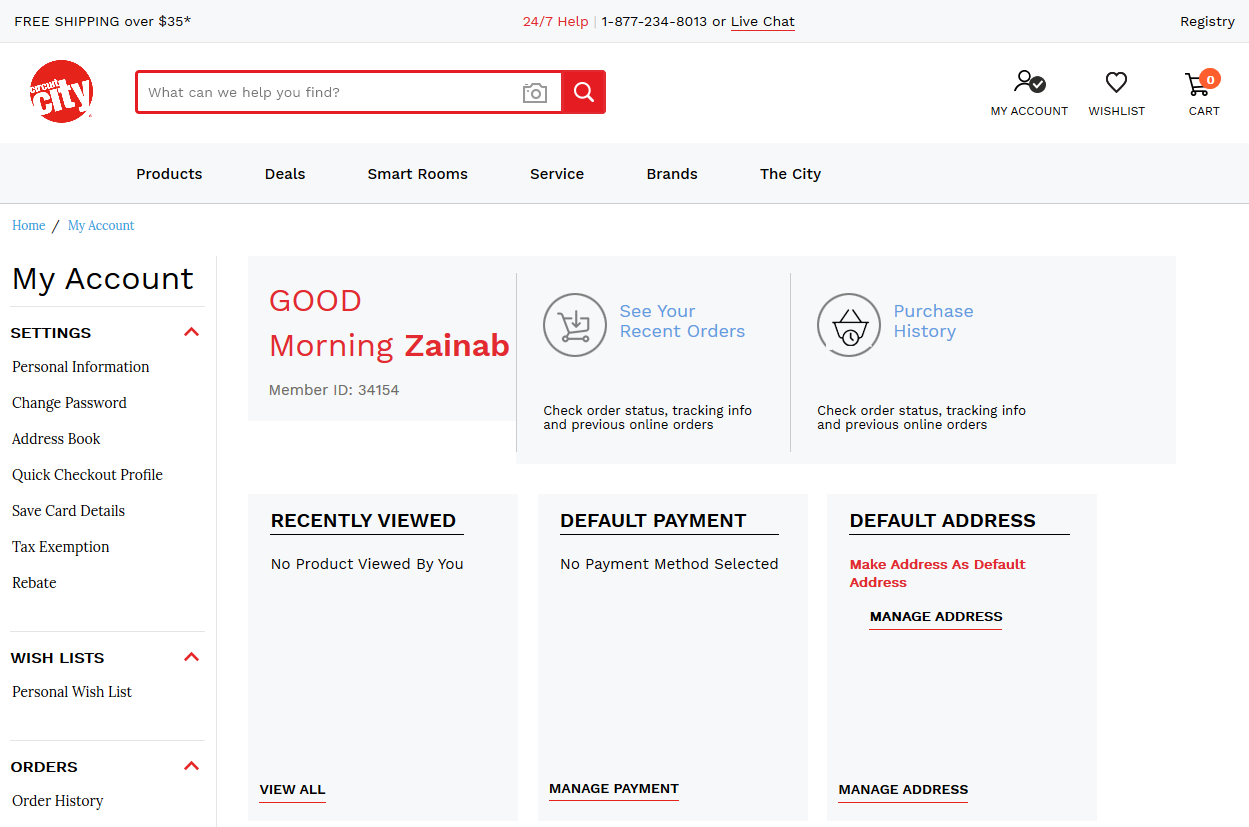 FREE SHIPPING over $35*
24/7 Help | 1-877-234-8013 or Live Chat
Registry
circuit
city
What can we help you find?
MY ACCOUNT
WISHLIST
0
CART
Products
Deals
Smart Rooms
Service
Brands
The City
Home / My Account
My Account
SETTINGS
Personal Information
Change Password
Address Book
Quick Checkout Profile
Save Card Details
Tax Exemption
Rebate
WISH LISTS
Personal Wish List
ORDERS
Order History
GOOD
Morning Zainab
Member ID: 34154
See Your
Recent Orders
Check order status, tracking info
and previous online orders
Purchase
History
Check order status, tracking info
and previous online orders
RECENTLY VIEWED
No Product Viewed By You
VIEW ALL
DEFAULT PAYMENT
No Payment Method Selected
MANAGE PAYMENT
DEFAULT ADDRESS
Make Address As Default
Address
MANAGE ADDRESS
MANAGE ADDRESS